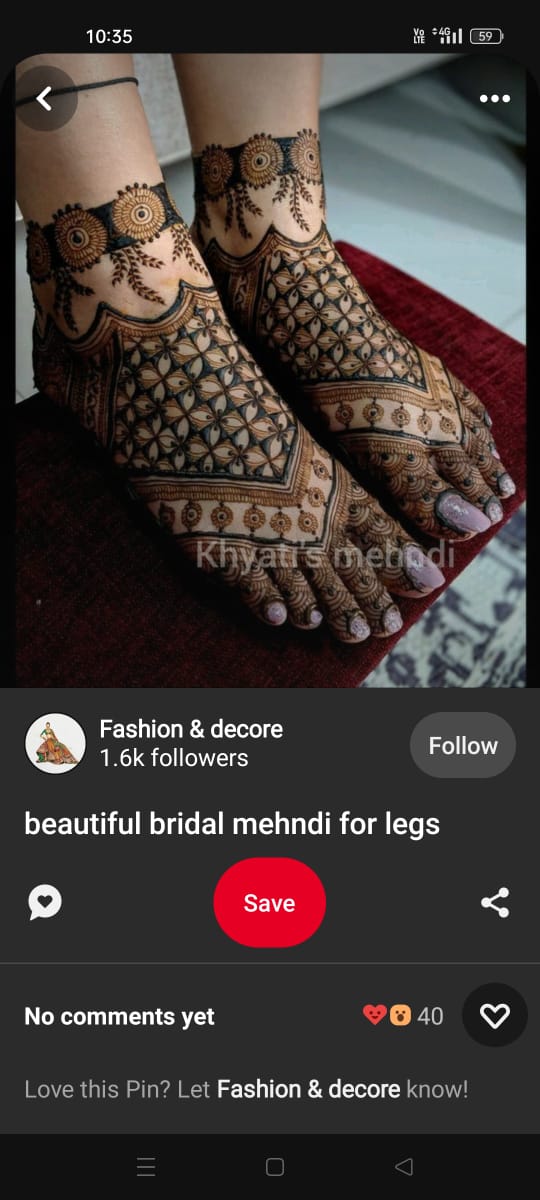 10:35
Vo LTE 4G 59
Khyati's mehndi
Fashion & decore
1.6k followers
Follow
beautiful bridal mehndi for legs
Save
No comments yet
40
Love this Pin? Let Fashion & decore know!